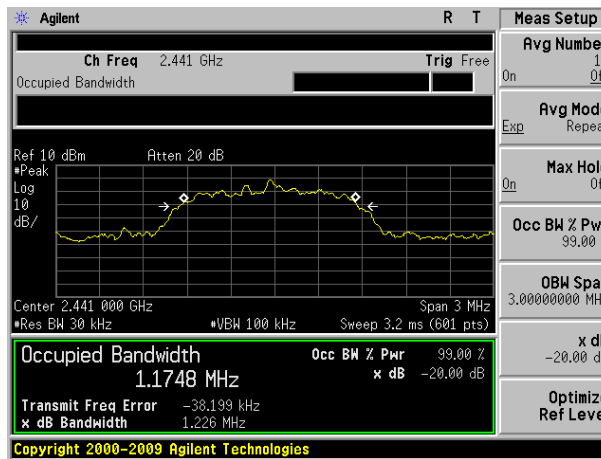 Agilent R T Meas Setup
Ch Freq 2.441 GHz Trig Free
Occupied Bandwidth
Ref 10 dBm Atten 20 dB
#Peak
Log
10
dB/
Center 2.441 000 GHz Span 3 MHz
#Res BW 30 kHz #VBW 100 kHz Sweep 3.2 ms (601 pts)
Occupied Bandwidth Occ BW % Pwr 99.00 %
1.1748 MHz x dB -20.00 dB
Transmit Freq Error -38.199 kHz
x dB Bandwidth 1.226 MHz
Copyright 2000-2009 Agilent Technologies
Avg Numbe
1
On O
Avg Mod
Exp Repea
Max Hol
On O
Occ BW % Pw
99.00
OBW Spa
3.00000000 MH
x d
-20.00 d
Optimiz
Ref Leve